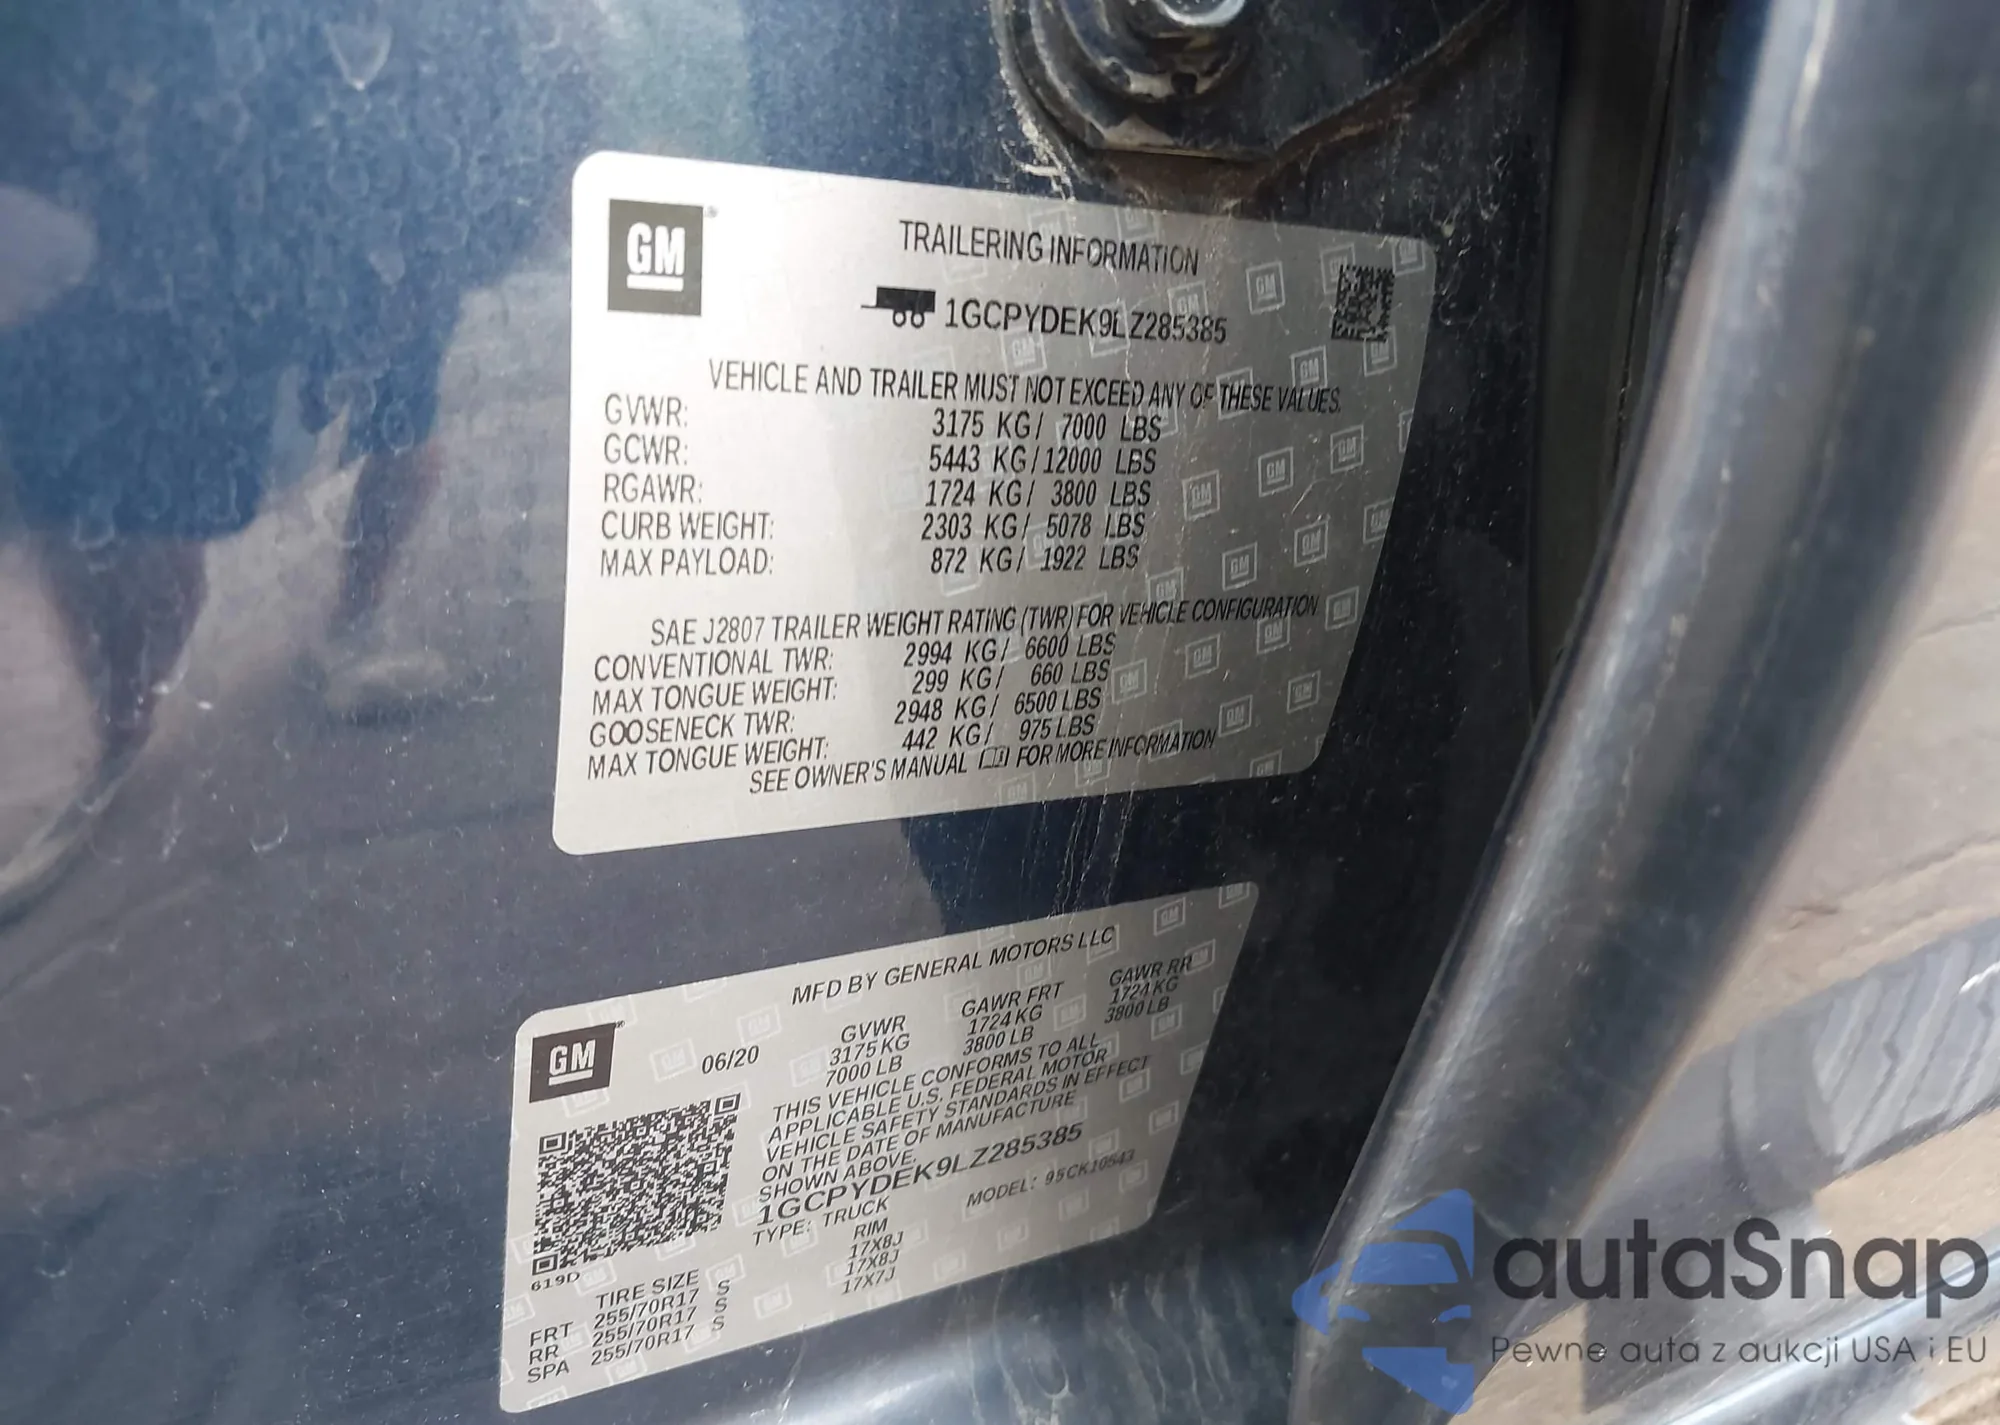 GM
TRAILERING INFORMATION
1GCPYDEK9LZ285385
VEHICLE AND TRAILER MUST NOT EXCEED ANY OF THESE VALUES.
GVWR: 3175 KG/ 7000 LBS
GCWR: 5443 KG/12000 LBS
RGAWR: 1724 KG/ 3800 LBS
CURB WEIGHT: 2303 KG/ 5078 LBS
MAX PAYLOAD: 872 KG/ 1922 LBS
SAE J2807 TRAILER WEIGHT RATING (TWR) FOR VEHICLE CONFIGURATION
CONVENTIONAL TWR: 2994 KG/ 6600 LBS
MAX TONGUE WEIGHT: 299 KG/ 660 LBS
GOOSENECK TWR: 2948 KG/ 6500 LBS
MAX TONGUE WEIGHT: 442 KG/ 975 LBS
SEE OWNER'S MANUAL FOR MORE INFORMATION
MFD BY GENERAL MOTORS LLC
GM
06/20
GVWR GAWR FRT GAWR RR
3175 KG 1724 KG 1724 KG
7000 LB 3800 LB 3800 LB
THIS VEHICLE CONFORMS TO ALL
APPLICABLE U.S. FEDERAL MOTOR
VEHICLE SAFETY STANDARDS IN EFFECT
ON THE DATE OF MANUFACTURE
SHOWN ABOVE.
1GCPYDEK9LZ285385
TYPE: TRUCK MODEL: 95CK10543
619D
TIRE SIZE RIM
FRT 255/70R17 S 17X8J
RR 255/70R17 S 17X8J
SPA 255/70R17 S 17X7J
autaSnap
Pewne auta z aukcji USA i EU